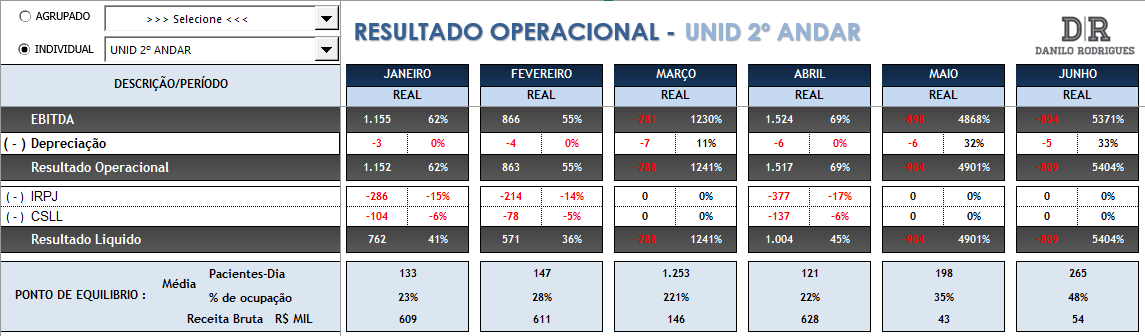 AGRUPADO >>> Selecione <<<
INDIVIDUAL UNID 2º ANDAR
RESULTADO OPERACIONAL - UNID 2º ANDAR
D|R
DANILO RODRIGUES
DESCRIÇÃO/PERÍODO JANEIRO FEVEREIRO MARÇO ABRIL MAIO JUNHO
REAL REAL REAL REAL REAL REAL
EBITDA 1.155 62% 866 55% -781 1230% 1.524 69% -898 4868% -804 5371%
( - ) Depreciação -3 0% -4 0% -7 11% -6 0% -6 32% -5 33%
Resultado Operacional 1.152 62% 863 55% -788 1241% 1.517 69% -904 4901% -809 5404%
( - ) IRPJ -286 -15% -214 -14% 0 0% -377 -17% 0 0% 0 0%
( - ) CSLL -104 -6% -78 -5% 0 0% -137 -6% 0 0% 0 0%
Resultado Liquido 762 41% 571 36% -788 1241% 1.004 45% -904 4901% -809 5404%
PONTO DE EQUILIBRIO : Média Pacientes-Dia 133 147 1.253 121 198 265
% de ocupação 23% 28% 221% 22% 35% 48%
Receita Bruta R$ MIL 609 611 146 628 43 54